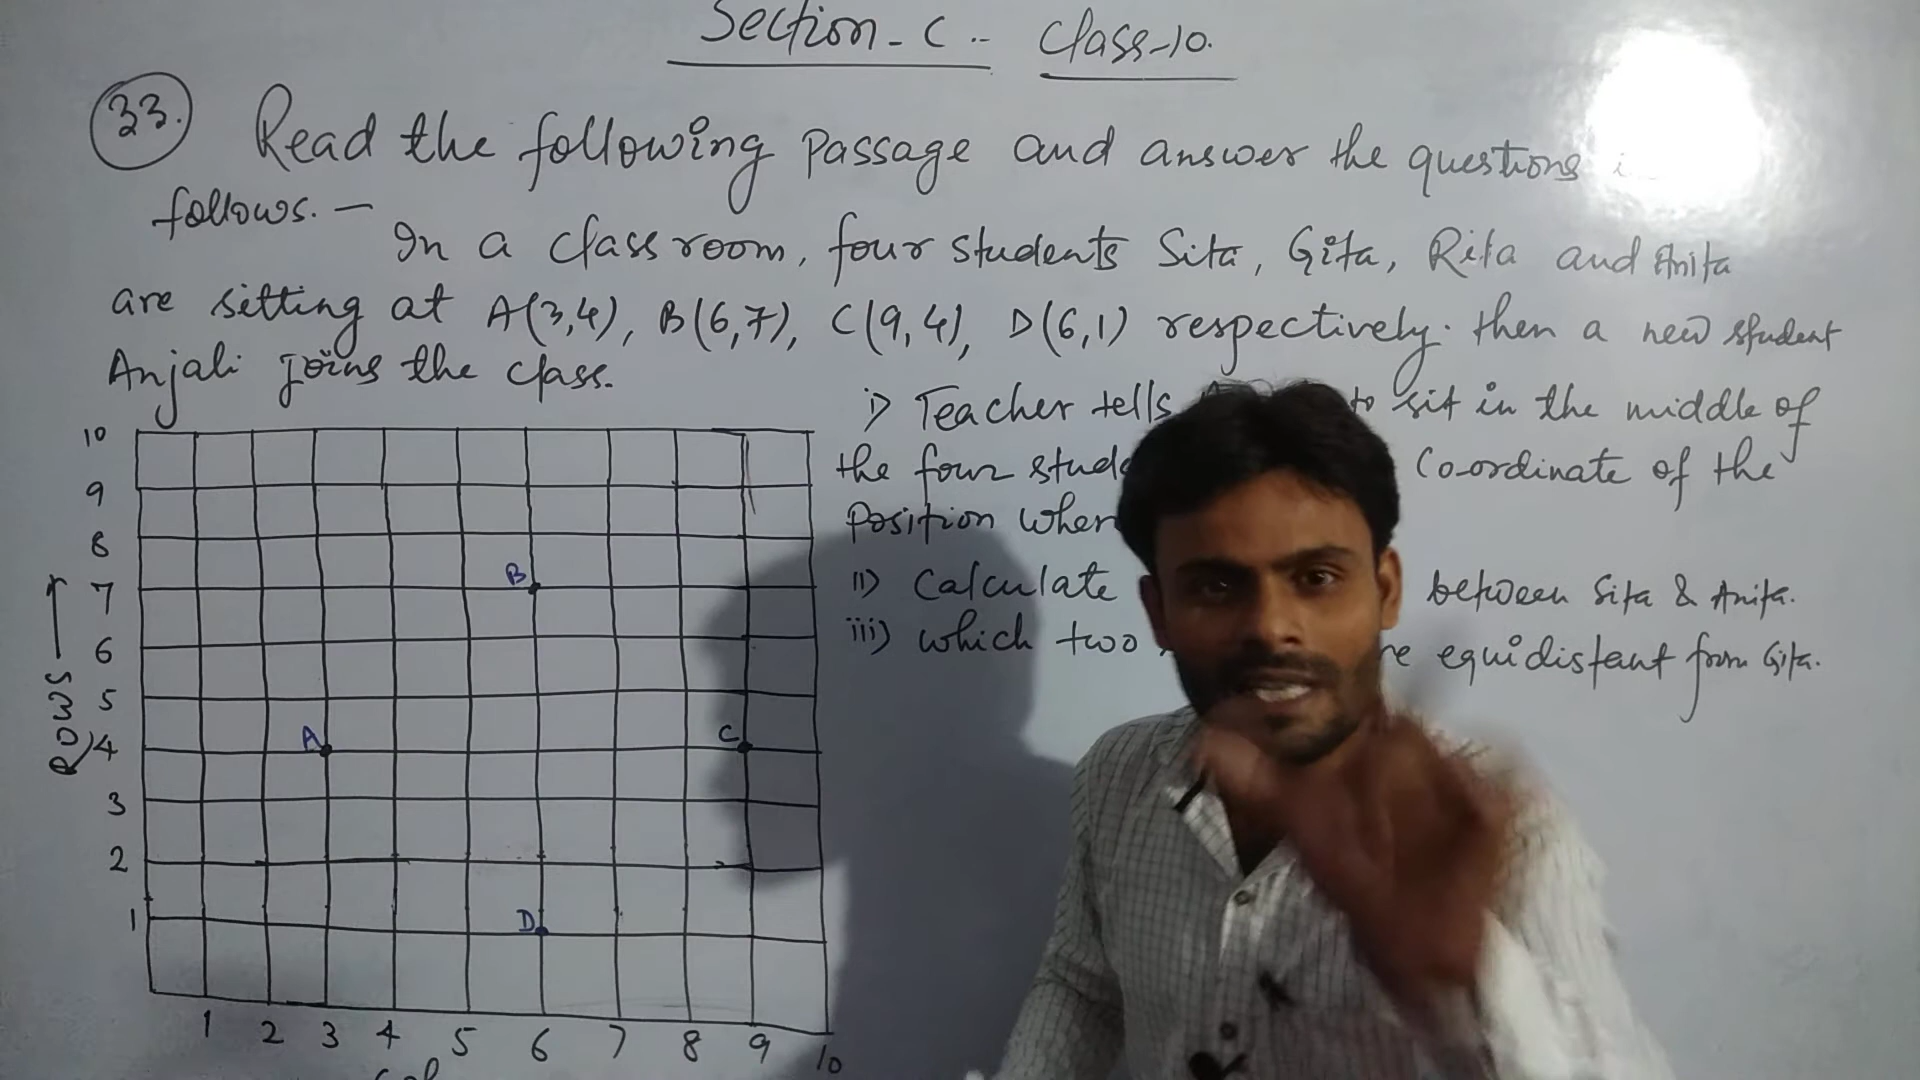 Section - C .. Class-10.
33. Read the following passage and answer the questions
follows. —
In a class room, four students Sita, Gita, Rita and Anita
are sitting at A(3,4), B(6,7), C(9,4), D(6,1) respectively. then a new student
Anjali joins the class.
i) Teacher tells to sit in the middle of
the four Co-ordinate of the
Position
ii) Calculate between Sita & Anita.
iii) which two equidistant from Gita.
10
9
8
7
6
5
4
3
2
1
Rows
B
A
C
D
1 2 3 4 5 6 7 8 9 10